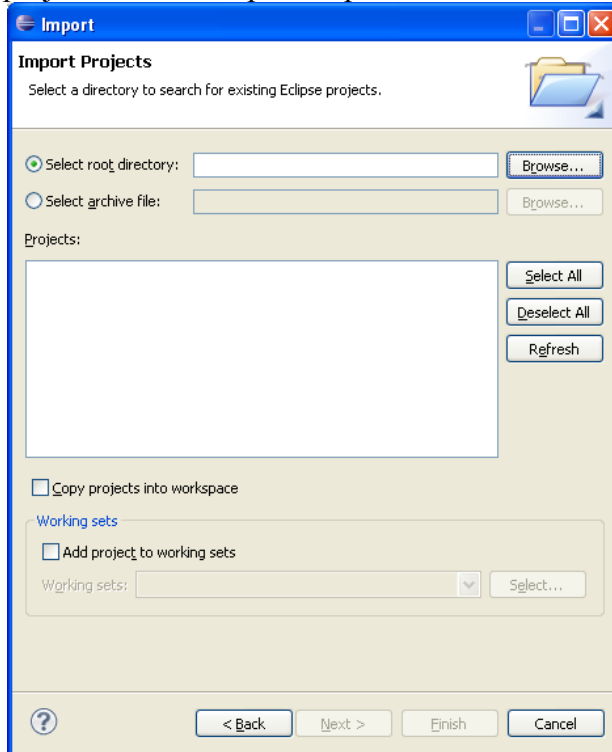 Import
Import Projects
Select a directory to search for existing Eclipse projects.
Select root directory:
Browse...
Select archive file:
Browse...
Projects:
Select All
Deselect All
Refresh
Copy projects into workspace
Working sets
Add project to working sets
Working sets:
Select...
?
< Back
Next >
Finish
Cancel